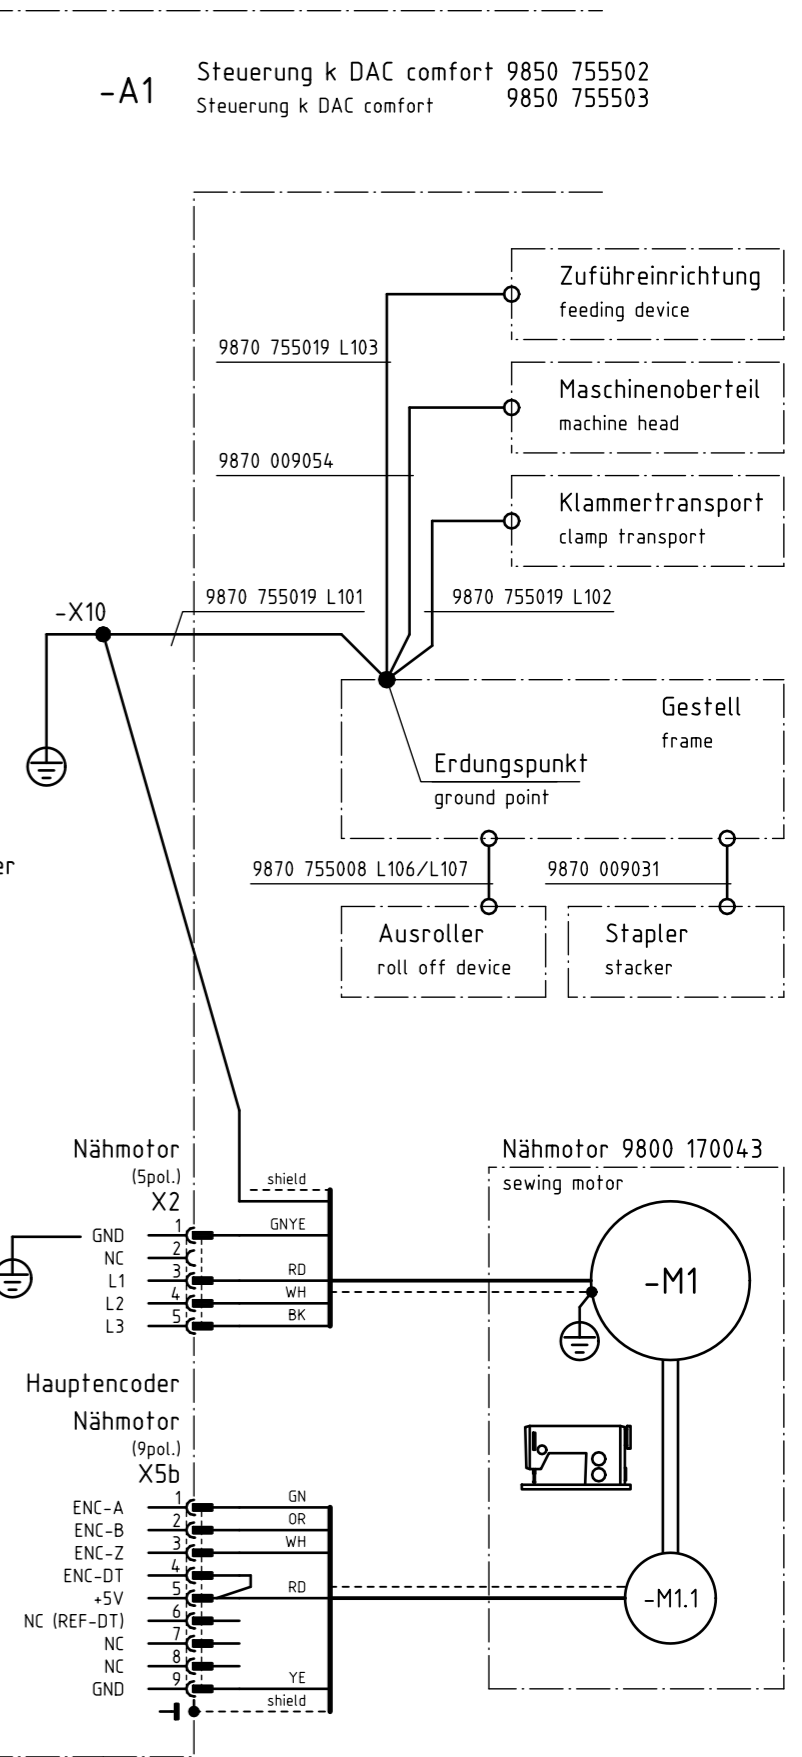 -A1
Steuerung k DAC comfort 9850 755502
Steuerung k DAC comfort 9850 755503
Zuführeinrichtung
feeding device
9870 755019 L103
Maschinenoberteil
machine head
9870 009054
Klammertransport
clamp transport
-X10
9870 755019 L101
9870 755019 L102
Gestell
frame
Erdungspunkt
ground point
er
9870 755008 L106/L107
9870 009031
Ausroller
roll off device
Stapler
stacker
Nähmotor
(5pol.)
X2
shield
GND 1 GNYE
NC 2
L1 3 RD
L2 4 WH
L3 5 BK
Nähmotor 9800 170043
sewing motor
-M1
Hauptencoder
Nähmotor
(9pol.)
X5b
ENC-A 1 GN
ENC-B 2 OR
ENC-Z 3 WH
ENC-DT 4
+5V 5 RD
NC (REF-DT) 6
NC 7
NC 8
GND 9 YE
shield
-M1.1